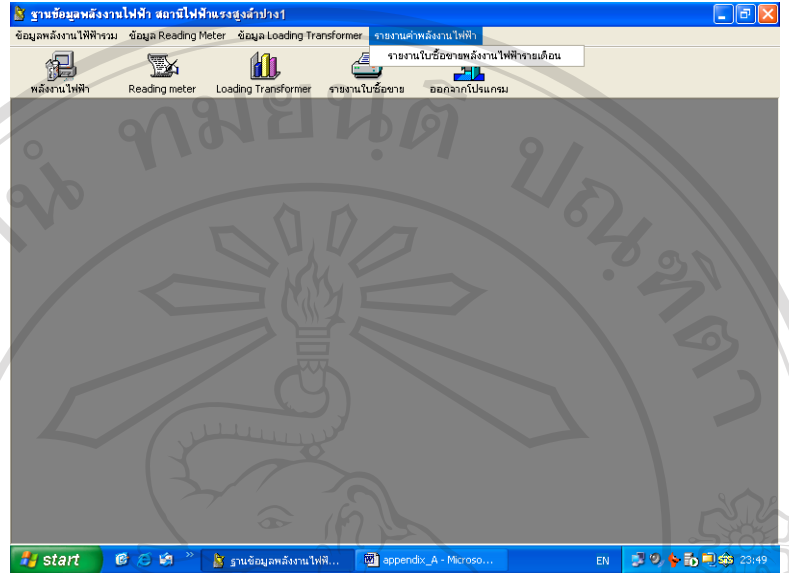 ฐานข้อมูลพลังงานไฟฟ้า สถานีไฟฟ้าแรงสูงลำปาง1
ข้อมูลพลังงานไฟฟ้ารวม ข้อมูล Reading Meter ข้อมูล Loading Transformer รายงานค่าพลังงานไฟฟ้า
รายงานใบซื้อขายพลังงานไฟฟ้ารายเดือน
พลังงานไฟฟ้า Reading meter Loading Transformer รายงานใบซื้อขาย ออกจากโปรแกรม
start ฐานข้อมูลพลังงานไฟฟ้... appendix_A - Microso... EN 23:49